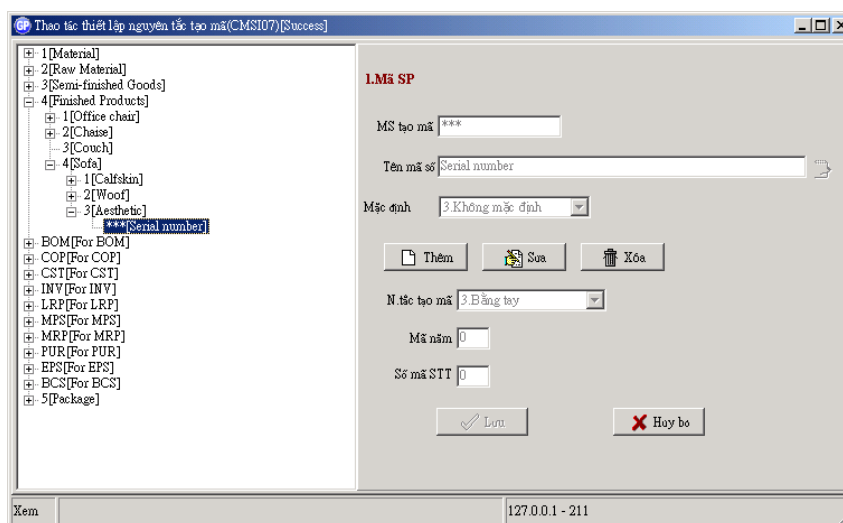 GP Thao tác thiết lập nguyên tắc tạo mã(CMSI07)[Success]
1[Material]
2[Raw Material]
3[Semi-finished Goods]
4[Finished Products]
1[Office chair]
2[Chaise]
3[Couch]
4[Sofa]
1[Calfskin]
2[Woof]
3[Aesthetic]
***[Serial number]
BOM[For BOM]
COP[For COP]
CST[For CST]
INV[For INV]
LRP[For LRP]
MPS[For MPS]
MRP[For MRP]
PUR[For PUR]
EPS[For EPS]
BCS[For BCS]
5[Package]
1.Mã SP
MS tạo mã ***
Tên mã số Serial number
Mặc định 3.Không mặc định
Thêm Sua Xóa
N.tắc tạo mã 3.Bằng tay
Mã năm 0
Số mã STT 0
Lưu Huy bo
Xem 127.0.0.1 - 211